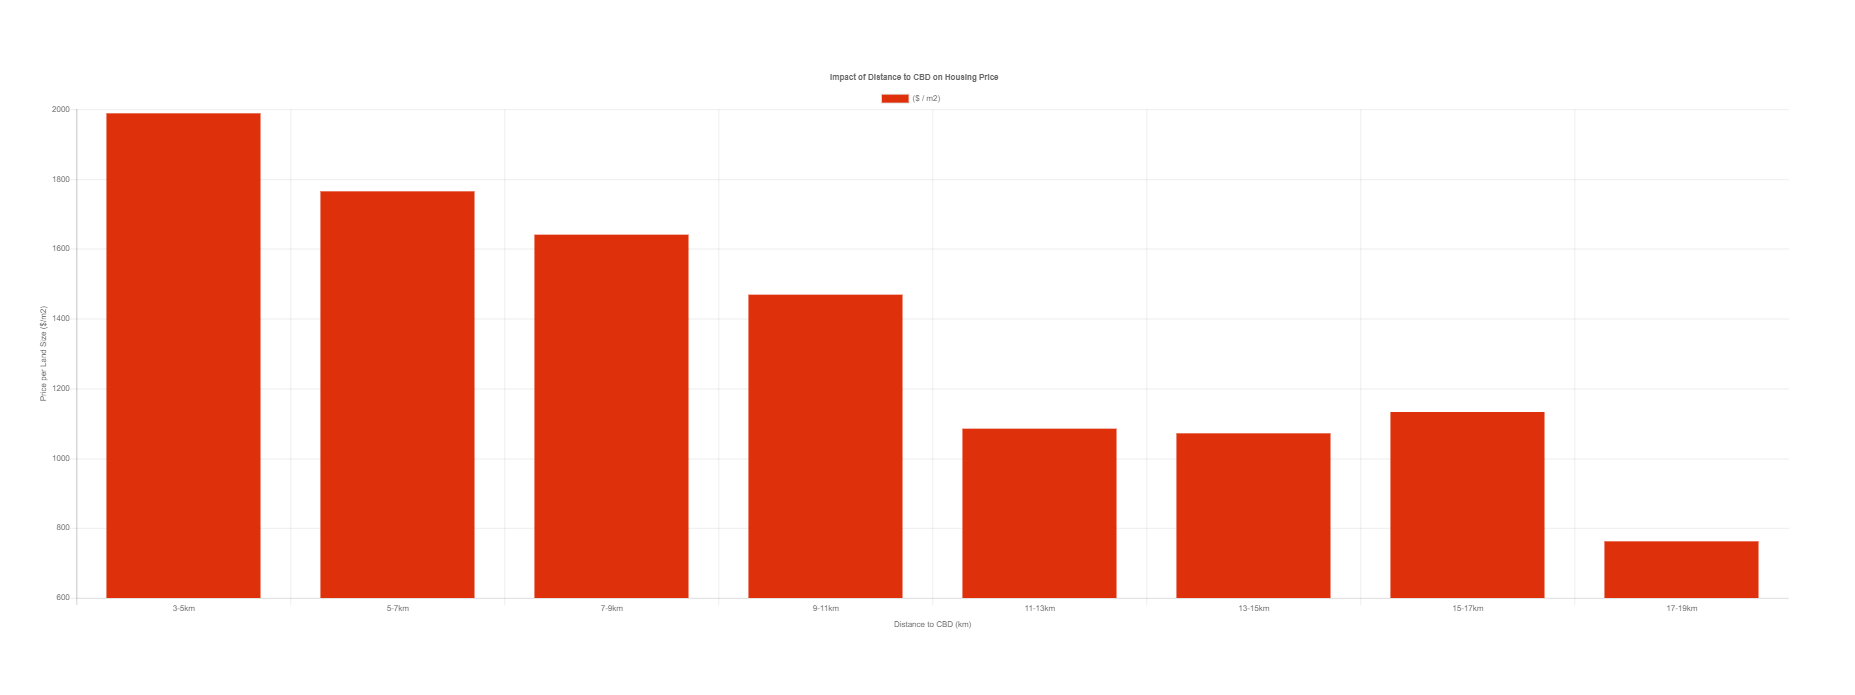 Impact of Distance to CBD on Housing Price
($ / m2)
Price per Land Size ($/m2)
2000
1800
1600
1400
1200
1000
800
600
3-5km
5-7km
7-9km
9-11km
11-13km
13-15km
15-17km
17-19km
Distance to CBD (km)